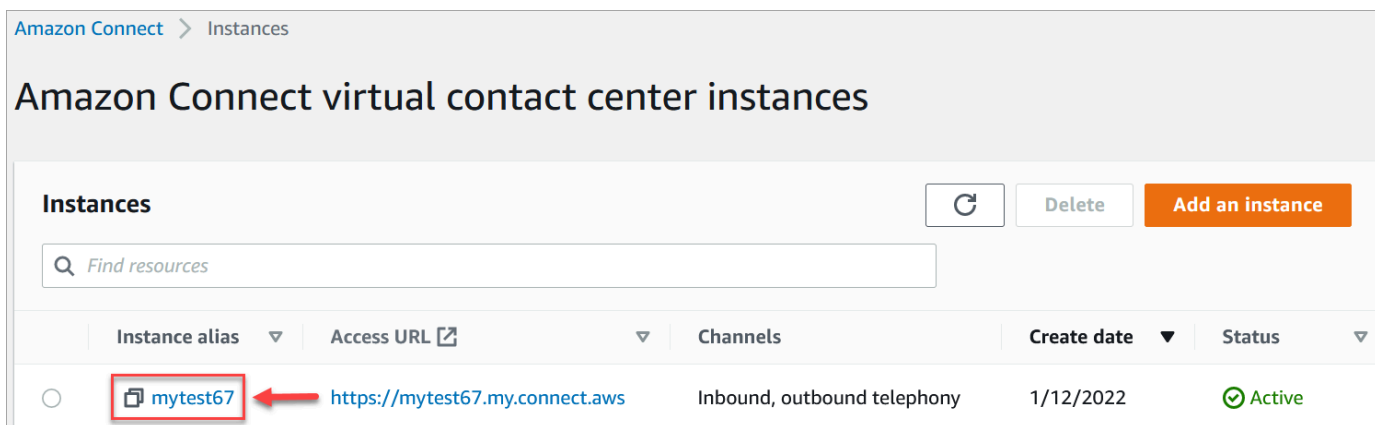 Amazon Connect > Instances
Amazon Connect virtual contact center instances
Instances Delete Add an instance
Find resources
Instance alias Access URL Channels Create date Status
mytest67 https://mytest67.my.connect.aws Inbound, outbound telephony 1/12/2022 Active